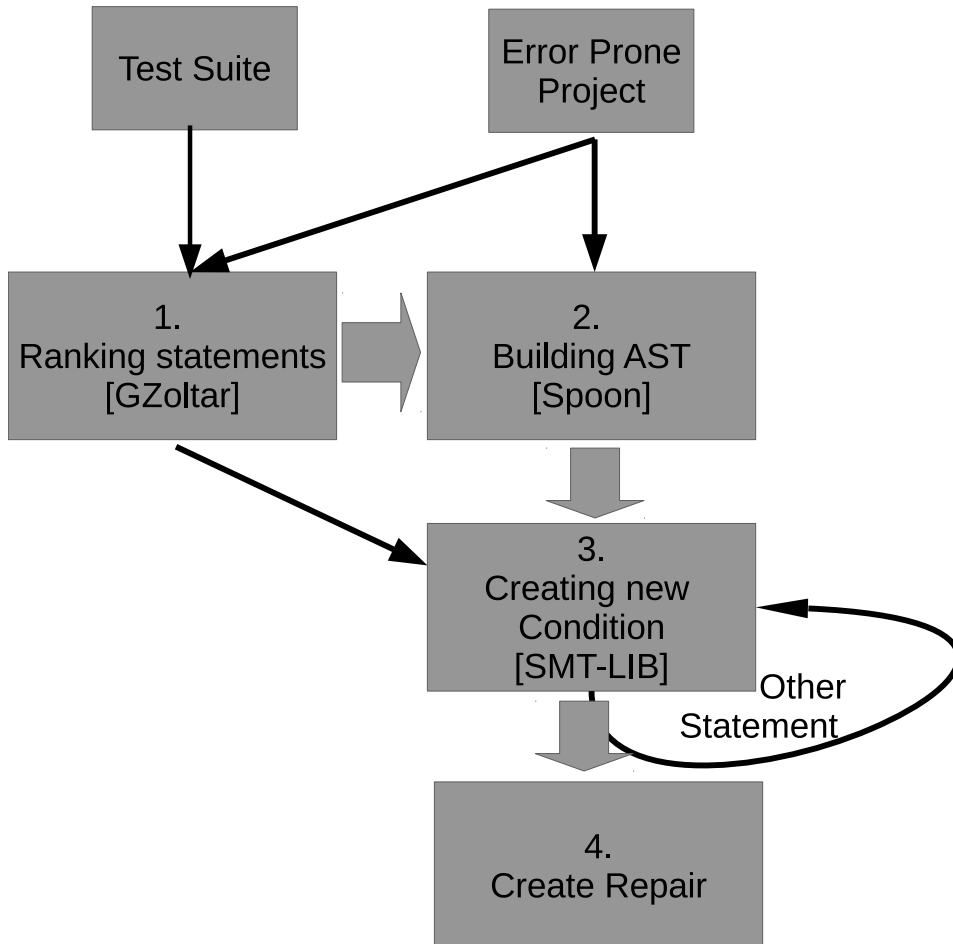 Test Suite
Error Prone
Project
1.
Ranking statements
[GZoltar]
2.
Building AST
[Spoon]
3.
Creating new
Condition
[SMT-LIB]
Other
Statement
4.
Create Repair